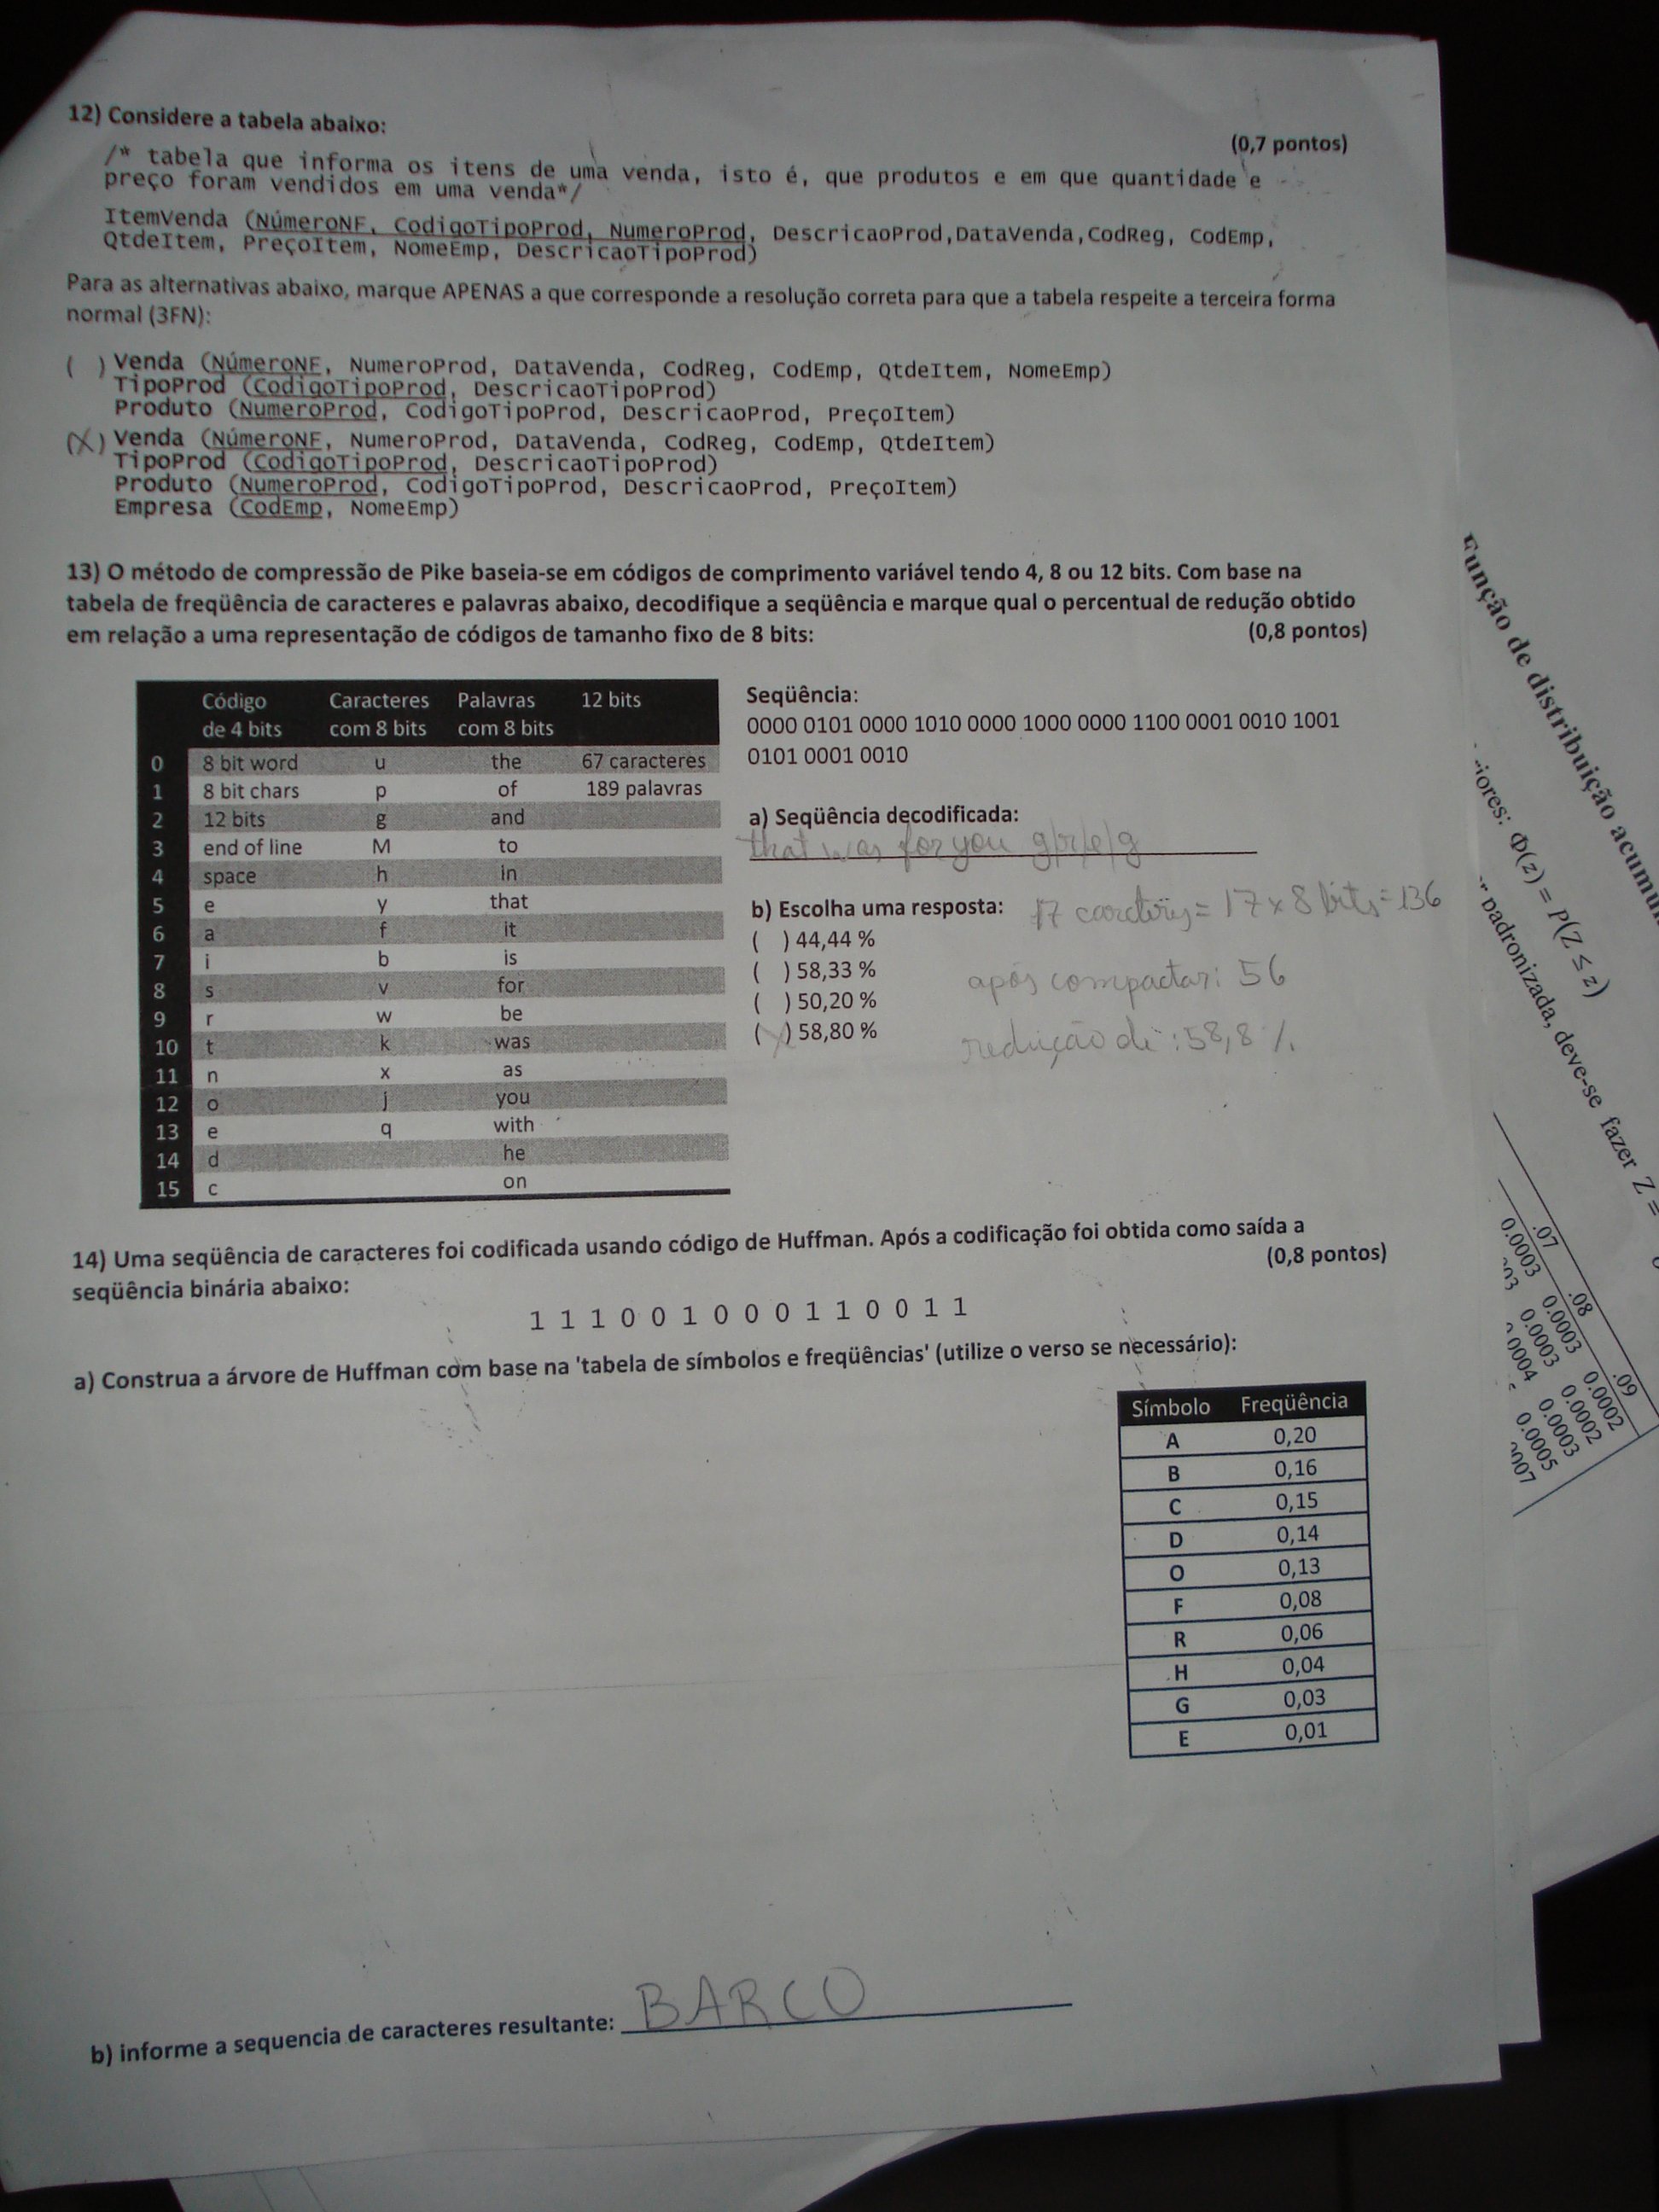 12) Considere a tabela abaixo:
(0,7 pontos)
/* tabela que informa os itens de uma venda, isto é, que produtos e em que quantidade e
preço foram vendidos em uma venda*/
ItemVenda (NúmeroNF, CodigoTipoProd, NumeroProd, DescricaoProd,DataVenda,CodReg, CodEmp,
QtdeItem, PreçoItem, NomeEmp, DescricaoTipoProd)
Para as alternativas abaixo, marque APENAS a que corresponde a resolução correta para que a tabela respeite a terceira forma
normal (3FN):
( ) Venda (NúmeroNF, NumeroProd, DataVenda, CodReg, CodEmp, QtdeItem, NomeEmp)
TipoProd (CodigoTipoProd, DescricaoTipoProd)
Produto (NumeroProd, CodigoTipoProd, DescricaoProd, PreçoItem)
(X) Venda (NúmeroNF, NumeroProd, DataVenda, CodReg, CodEmp, QtdeItem)
TipoProd (CodigoTipoProd, DescricaoTipoProd)
Produto (NumeroProd, CodigoTipoProd, DescricaoProd, PreçoItem)
Empresa (CodEmp, NomeEmp)
13) O método de compressão de Pike baseia-se em códigos de comprimento variável tendo 4, 8 ou 12 bits. Com base na
tabela de freqüência de caracteres e palavras abaixo, decodifique a seqüência e marque qual o percentual de redução obtido
em relação a uma representação de códigos de tamanho fixo de 8 bits:
(0,8 pontos)
Código de 4 bits Caracteres com 8 bits Palavras com 8 bits 12 bits
0 8 bit word u the 67 caracteres
1 8 bit chars p of 189 palavras
2 12 bits g and
3 end of line M to
4 space h in
5 e y that
6 a f it
7 i b is
8 s v for
9 r w be
10 t k was
11 n x as
12 o j you
13 e q with
14 d he
15 c on
Seqüência:
0000 0101 0000 1010 0000 1000 0000 1100 0001 0010 1001
0101 0001 0010
a) Seqüência decodificada:
that was for you g/r/e/g
b) Escolha uma resposta:
17 caracteres = 17 x 8 bits = 136
( ) 44,44 %
( ) 58,33 %
após compactar: 56
( ) 50,20 %
(X) 58,80 %
redução de : 58,8 %
14) Uma seqüência de caracteres foi codificada usando código de Huffman. Após a codificação foi obtida como saída a
seqüência binária abaixo:
(0,8 pontos)
1 1 1 0 0 1 0 0 0 1 1 0 0 1 1
a) Construa a árvore de Huffman com base na 'tabela de símbolos e freqüências' (utilize o verso se necessário):
Símbolo Freqüência
A 0,20
B 0,16
C 0,15
D 0,14
O 0,13
F 0,08
R 0,06
H 0,04
G 0,03
E 0,01
b) informe a sequencia de caracteres resultante: BARCO
Função de distribuição acumu
iores: Φ(z) = P(Z ≤ z)
padronizada, deve-se fazer Z =
.07 .08 .09
0.0003 0.0003 0.0002
0.0003 0.0002
0.0004 0.0003
0.0005